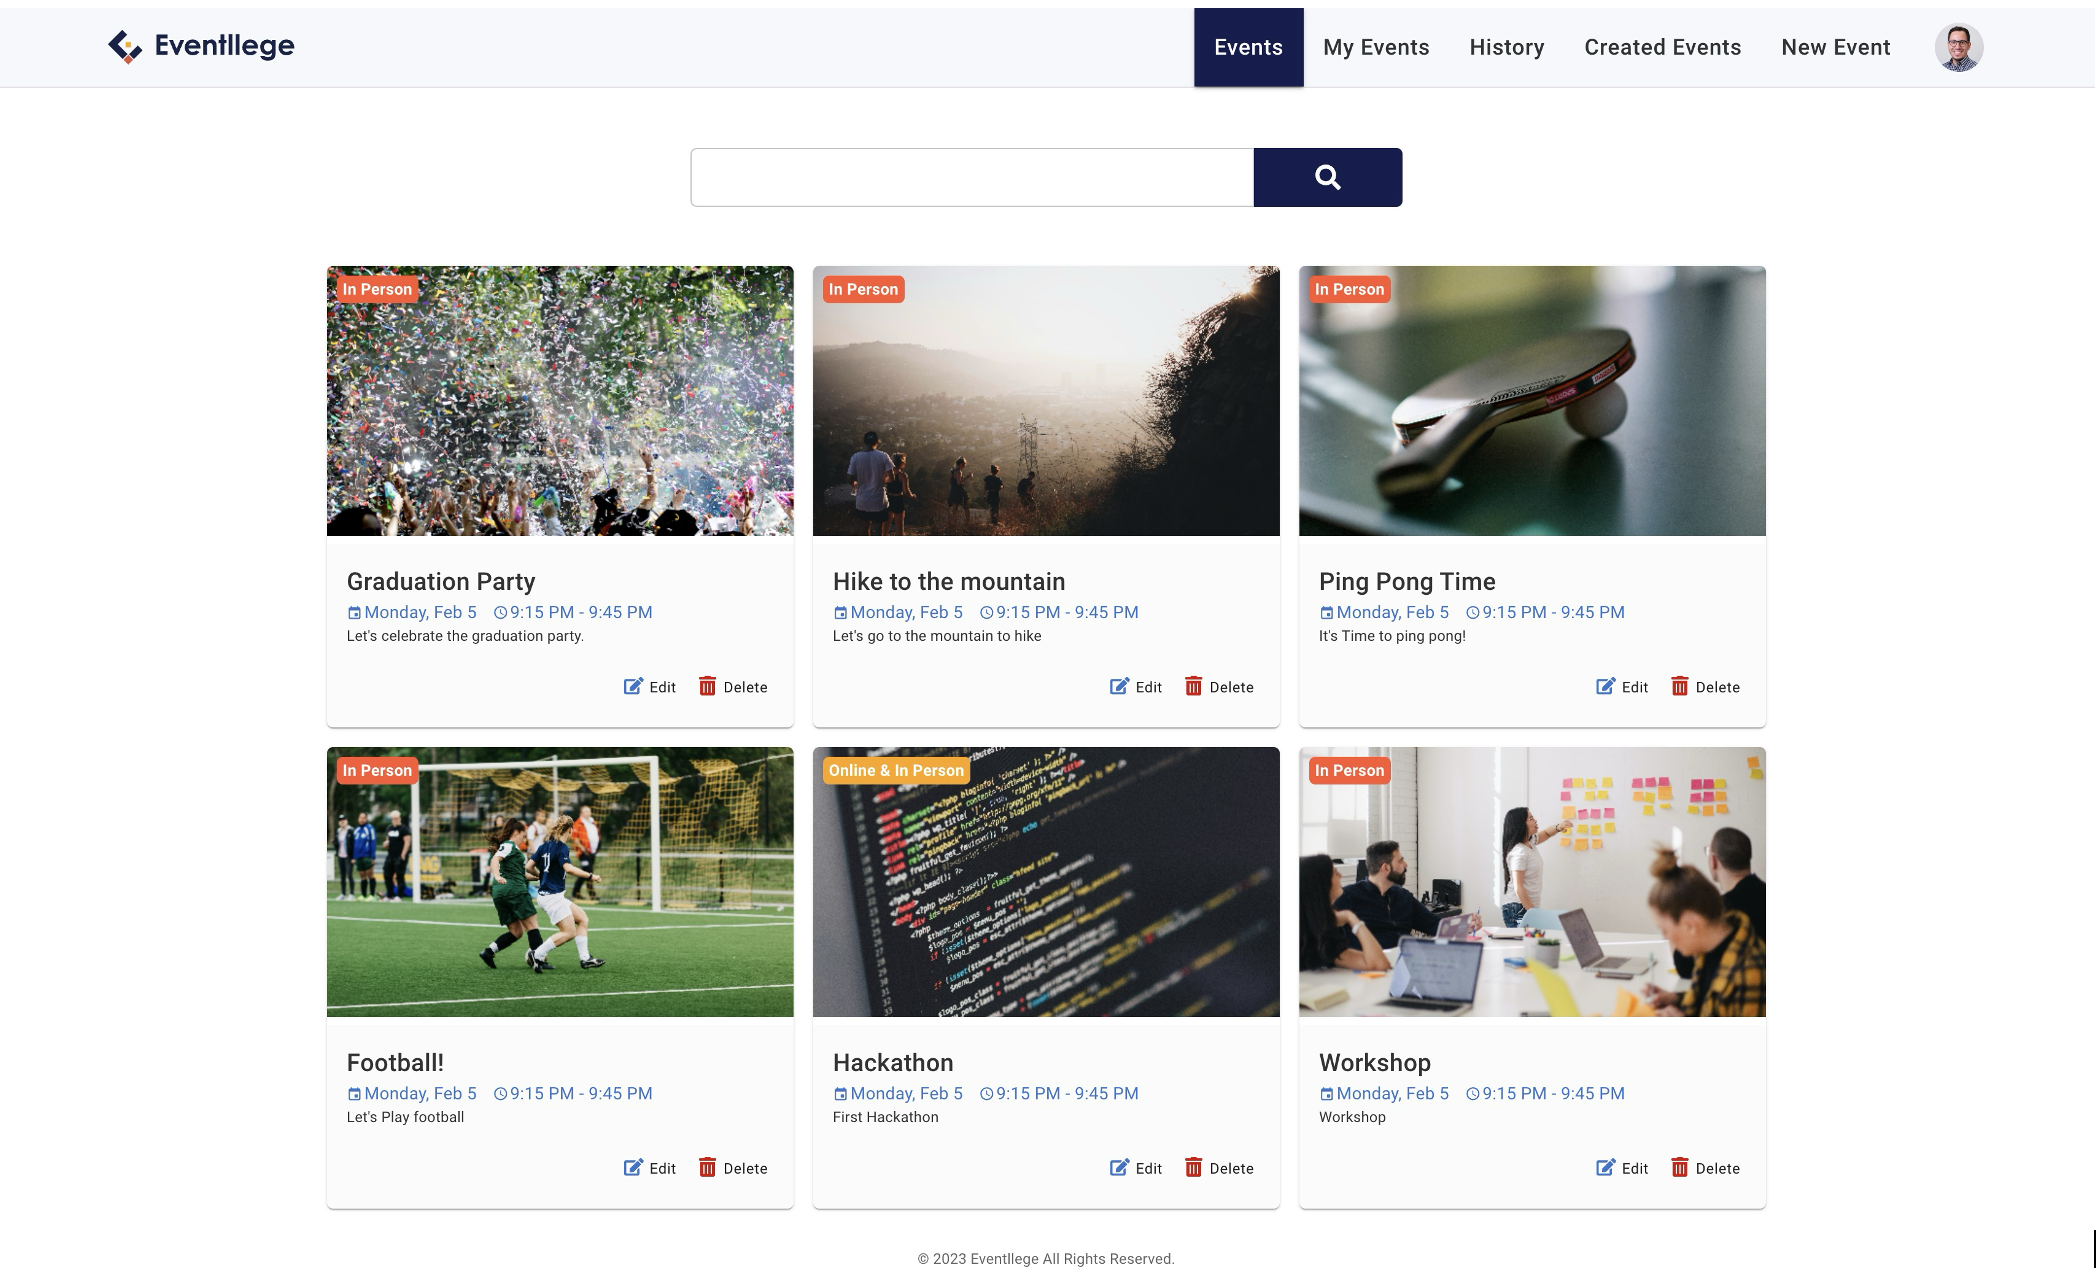 Eventllege
Events
My Events
History
Created Events
New Event
In Person
Graduation Party
Monday, Feb 5 9:15 PM - 9:45 PM
Let's celebrate the graduation party.
Edit Delete
In Person
Hike to the mountain
Monday, Feb 5 9:15 PM - 9:45 PM
Let's go to the mountain to hike
Edit Delete
In Person
Ping Pong Time
Monday, Feb 5 9:15 PM - 9:45 PM
It's Time to ping pong!
Edit Delete
In Person
Football!
Monday, Feb 5 9:15 PM - 9:45 PM
Let's Play football
Edit Delete
Online & In Person
Hackathon
Monday, Feb 5 9:15 PM - 9:45 PM
First Hackathon
Edit Delete
In Person
Workshop
Monday, Feb 5 9:15 PM - 9:45 PM
Workshop
Edit Delete
© 2023 Eventllege All Rights Reserved.